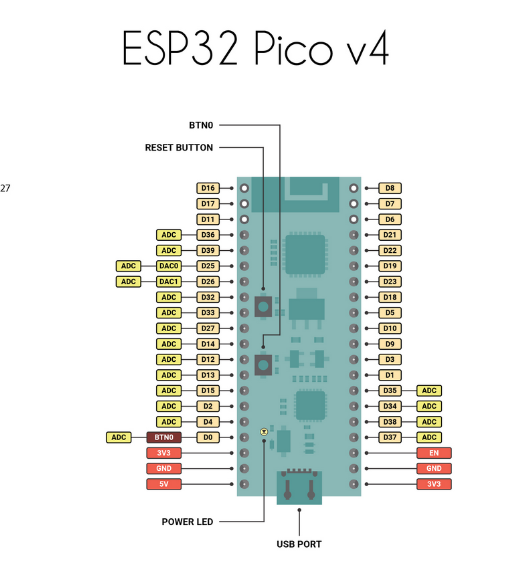 ESP32 Pico v4
BTN0
RESET BUTTON
27
D16 D8
D17 D7
D11 D6
ADC D36 D21
ADC D39 D22
ADC DAC0 D25 D19
ADC DAC1 D26 D23
ADC D32 D18
ADC D33 D5
ADC D27 D10
ADC D14 D9
ADC D12 D3
ADC D13 D1
ADC D15 D35 ADC
ADC D2 D34 ADC
ADC D4 D38 ADC
ADC BTN0 D0 D37 ADC
3V3 EN
GND GND
5V 3V3
POWER LED
USB PORT